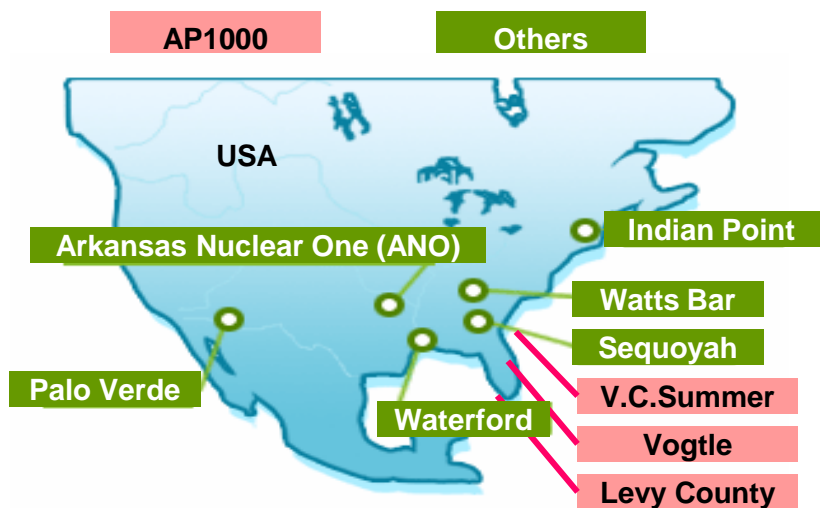 AP1000
Others
USA
Arkansas Nuclear One (ANO)
Indian Point
Watts Bar
Sequoyah
Palo Verde
Waterford
V.C.Summer
Vogtle
Levy County